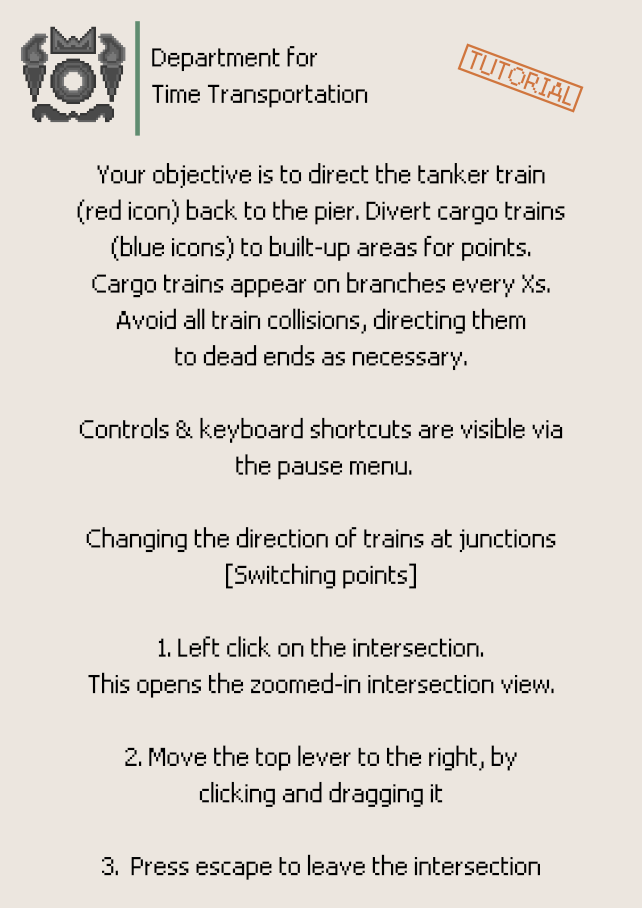 Department for
Time Transportation
TUTORIAL
Your objective is to direct the tanker train
(red icon) back to the pier. Divert cargo trains
(blue icons) to built-up areas for points.
Cargo trains appear on branches every Xs.
Avoid all train collisions, directing them
to dead ends as necessary.
Controls & keyboard shortcuts are visible via
the pause menu.
Changing the direction of trains at junctions
[Switching points]
1. Left click on the intersection.
This opens the zoomed-in intersection view.
2. Move the top lever to the right, by
clicking and dragging it
3. Press escape to leave the intersection